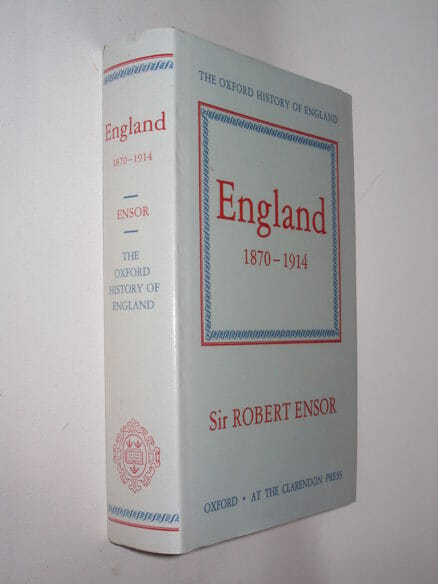 England
1870–1914
ENSOR
THE
OXFORD
HISTORY OF
ENGLAND
THE OXFORD HISTORY OF ENGLAND
England
1870–1914
Sir ROBERT ENSOR
OXFORD · AT THE CLARENDON PRESS